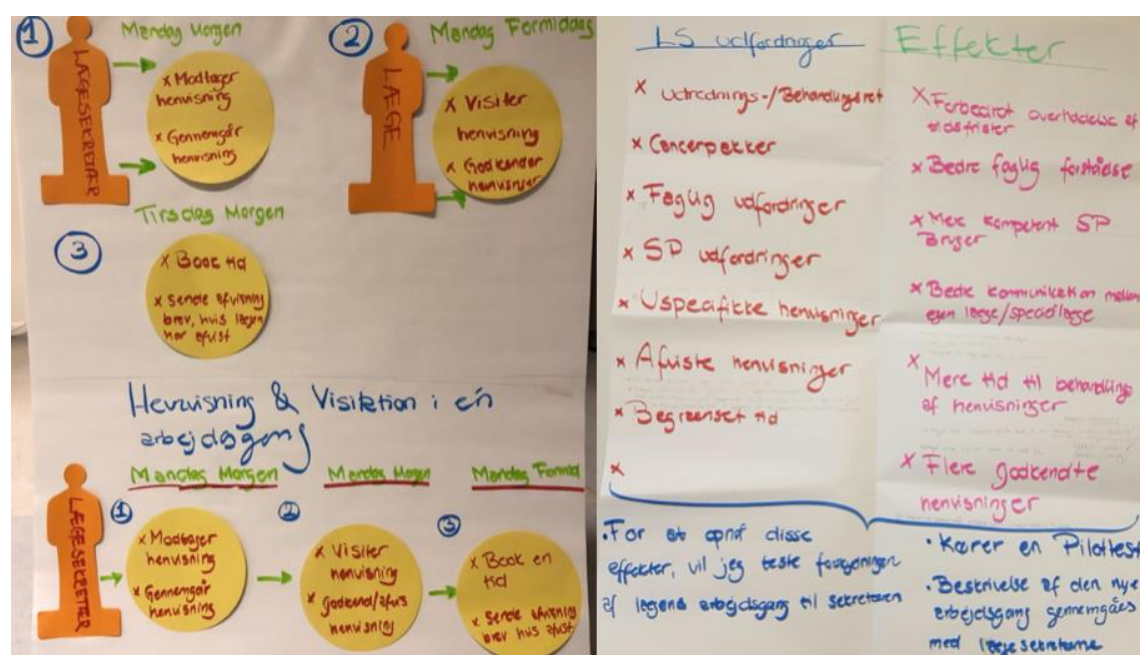 1
Mandag Morgen
LÆGESEKRETÆR
x Modtager
henvisning
x Gennemgår
henvisning
2
Mandag Formiddag
LÆGE
x Visiter
henvisning
x Godkender
henvisninger
Tirsdag Morgen
3
x Book tid
x Sende afvisning
brev, hvis lægen
har afvist
Henvisning & Visitation i én
arbejdsgang
LÆGESEKRETÆR
Mandag Morgen
1
x Modtager
henvisning
x Gennemgår
henvisning
Mandag Morgen
2
x Visiter
henvisning
x Godkend/afvis
henvisning
Mandag Formid
3
x Book en
tid
x Sende afvisning
brev hvis afvist
LS udfordringer
x Udrednings-/Behandlingsret
x Cancerpakker
x Faglig udfordringer
x SP udfordringer
x Uspecifikke henvisninger
x Afviste henvisninger
x Begrænset tid
x
Effekter
x Forbedret overholdelse af
tidsfrister
x Bedre faglig forståelse
x Mere kompetent SP
Bruger
x Bedre kommunikation mellem
egen læge/speciallæge
x Mere tid til behandling
af henvisninger
x Flere godkendte
henvisninger
• For at opnå disse
effekter, vil jeg teste
af lægens arbejdsgang til sekretæren
• Kører en Pilottest
• Beskrivelse af den nye
arbejdsgang gennemgåes
med lægesekretærerne